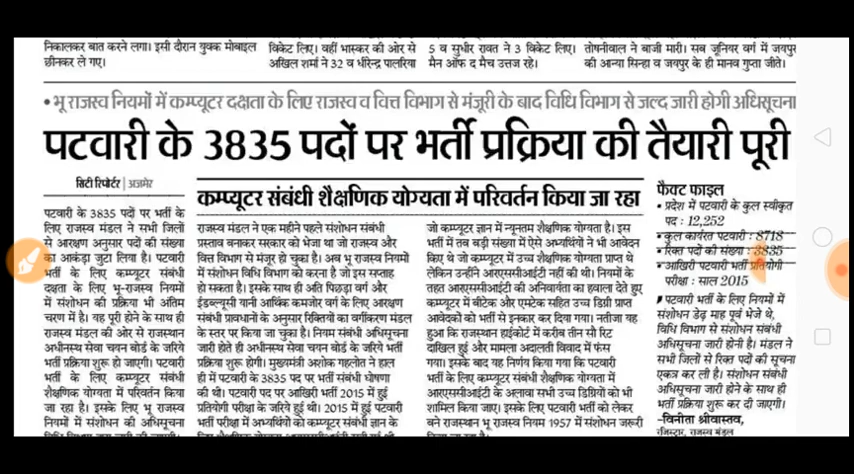 निकालकर बात करने लगा। इसी दौरान युवक मोबाइल
छीनकर ले गए।
विकेट लिए। वहीं भास्कर की ओर से
अखिल शर्मा ने 32 व धीरेन्द्र पालरिया
5 व सुधीर रावत ने 3 विकेट लिए।
मैन ऑफ द मैच उत्तज रहे।
तोषनीवाल ने बाजी मारी। सब जूनियर वर्ग में जयपुर
की आन्या सिन्हा व जयपुर के ही मानव गुप्ता जीते।
• भू राजस्व नियमों में कम्प्यूटर दक्षता के लिए राजस्व व वित्त विभाग से मंजूरी के बाद विधि विभाग से जल्द जारी होगी अधिसूचना
पटवारी के 3835 पदों पर भर्ती प्रक्रिया की तैयारी पूरी
सिटी रिपोर्टर | अजमेर
पटवारी के 3835 पदों पर भर्ती के
लिए राजस्व मंडल ने सभी जिलों
से आरक्षण अनुसार पदों की संख्या
का आकड़ा जुटा लिया है। पटवारी
भर्ती के लिए कम्प्यूटर संबंधी
दक्षता के लिए भू-राजस्व नियमों
में संशोधन की प्रक्रिया भी अंतिम
चरण में है। यह पूरी होने के साथ ही
राजस्व मंडल की ओर से राजस्थान
अधीनस्थ सेवा चयन बोर्ड के जरिये
भर्ती प्रक्रिया शुरू हो जाएगी। पटवारी
भर्ती के लिए कम्प्यूटर संबंधी
शैक्षणिक योग्यता में परिवर्तन किया
जा रहा है। इसके लिए भू राजस्व
नियमों में संशोधन की अधिसूचना
कम्प्यूटर संबंधी शैक्षणिक योग्यता में परिवर्तन किया जा रहा
राजस्व मंडल ने एक महीने पहले संशोधन संबंधी
प्रस्ताव बनाकर सरकार को भेजा था जो राजस्व और
वित्त विभाग से मंजूर हो चुका है। अब भू राजस्व नियमों
में संशोधन विधि विभाग को करना है जो इस सप्ताह
हो सकता है। इसके साथ ही अति पिछड़ा वर्ग और
ईडब्ल्यूसी यानी आर्थिक कमजोर वर्ग के लिए आरक्षण
संबंधी प्रावधानों के अनुसार रिक्तियों का वर्गीकरण मंडल
के स्तर पर किया जा चुका है। नियम संबंधी अधिसूचना
जारी होते ही अधीनस्थ सेवा चयन बोर्ड के जरिये भर्ती
प्रक्रिया शुरू होगी। मुख्यमंत्री अशोक गहलोत ने हाल
ही में पटवारी के 3835 पद पर भर्ती संबंधी घोषणा
की थी। पटवारी पद पर आखिरी भर्ती 2015 में हुई
प्रतियोगी परीक्षा के जरिये हुई थी। 2015 में हुई पटवारी
भर्ती परीक्षा में अभ्यर्थियों को कम्प्यूटर संबंधी ज्ञान के
जो कम्प्यूटर ज्ञान में न्यूनतम शैक्षणिक योग्यता है। इस
भर्ती में तब बड़ी संख्या में ऐसे अभ्यर्थियों ने भी आवेदन
किए थे जो कम्प्यूटर में उच्च शैक्षणिक योग्यता प्राप्त थे
लेकिन उन्होंने आरएससीआईटी नहीं की थी। नियमों के
तहत आरएससीआईटी की अनिवार्यता का हवाला देते हुए
कम्प्यूटर में बीटेक और एमटेक सहित उच्च डिग्री प्राप्त
आवेदकों को भर्ती से इनकार कर दिया गया। नतीजा यह
हुआ कि राजस्थान हाईकोर्ट में करीब तीन सौ रिट
दाखिल हुई और मामला अदालती विवाद में फंस
गया। इसके बाद यह निर्णय किया गया कि पटवारी
भर्ती के लिए कम्प्यूटर संबंधी शैक्षणिक योग्यता में
आरएससीआईटी के अलावा सभी उच्च डिग्रियों को भी
शामिल किया जाए। इसके लिए पटवारी भर्ती को लेकर
बने राजस्थान भू राजस्व नियम 1957 में संशोधन जरूरी
फैक्ट फाइल
• प्रदेश में पटवारी के कुल स्वीकृत
पद : 12,252
• कुल कार्यरत पटवारी : 8718
• रिक्त पदों की संख्या : 3835
• आखिरी पटवारी भर्ती प्रतियोगी
परीक्षा : साल 2015
पटवारी भर्ती के लिए नियमों में
संशोधन डेढ़ माह पूर्व भेजे थे,
विधि विभाग से संशोधन संबंधी
अधिसूचना जारी होनी है। मंडल ने
सभी जिलों से रिक्त पदों की सूचना
एकत्र कर ली है। संशोधन संबंधी
अधिसूचना जारी होने के साथ ही
भर्ती प्रक्रिया शुरू कर दी जाएगी।
-विनीता श्रीवास्तव,
रजिस्ट्रार, राजस्व मंडल